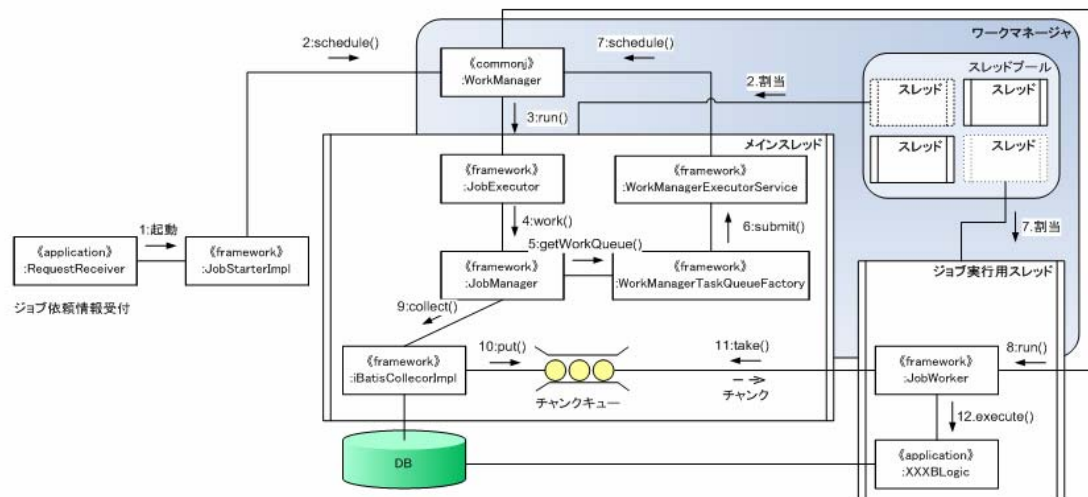 ワークマネージャ
2:schedule()
7:schedule()
《commonj》
:WorkManager
スレッドプール
スレッド
スレッド
スレッド
スレッド
2.割当
3:run()
メインスレッド
《framework》
:JobExecutor
《framework》
:WorkManagerExecutorService
4:work()
6:submit()
7.割当
1:起動
5:getWorkQueue()
《application》
:RequestReceiver
《framework》
:JobStarterImpl
《framework》
:JobManager
《framework》
:WorkManagerTaskQueueFactory
ジョブ実行用スレッド
ジョブ依頼情報受付
9:collect()
10:put()
11:take()
8:run()
《framework》
:iBatisCollecorImpl
チャンクキュー
チャンク
《framework》
:JobWorker
12.execute()
DB
《application》
:XXXBLogic